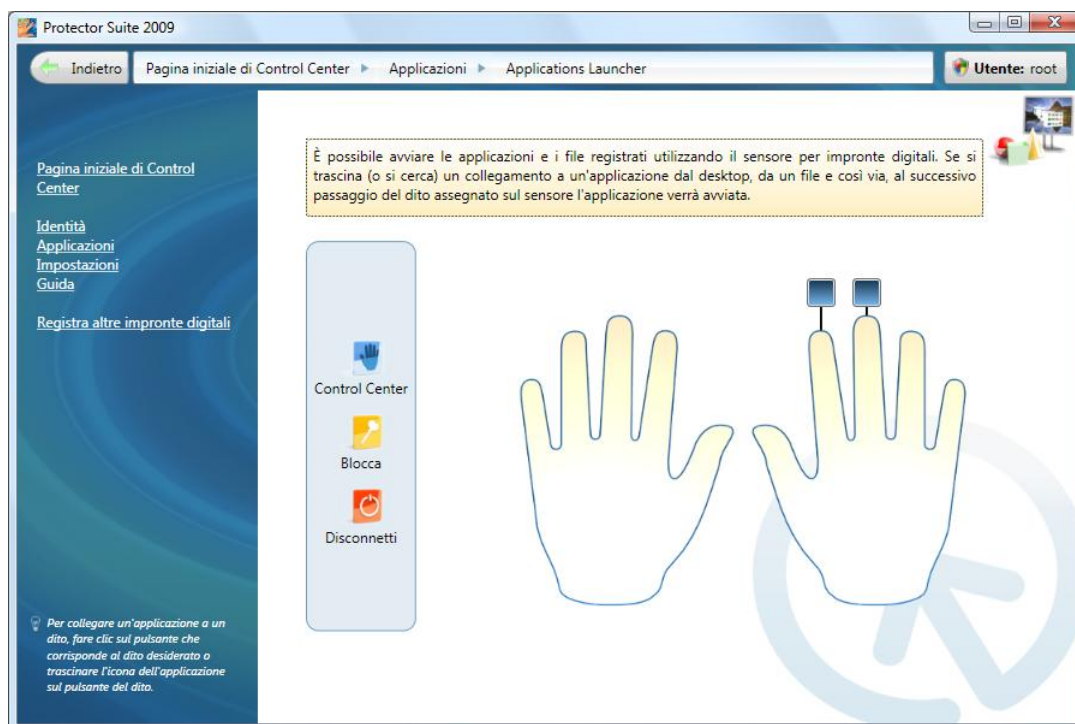 Protector Suite 2009
Indietro
Pagina iniziale di Control Center
Applicazioni
Applications Launcher
Utente: root
Pagina iniziale di Control
Center
Identità
Applicazioni
Impostazioni
Guida
Registra altre impronte digitali
È possibile avviare le applicazioni e i file registrati utilizzando il sensore per impronte digitali. Se si
trascina (o si cerca) un collegamento a un'applicazione dal desktop, da un file e così via, al successivo
passaggio del dito assegnato sul sensore l'applicazione verrà avviata.
Control Center
Blocca
Disconnetti
Per collegare un'applicazione a un
dito, fare clic sul pulsante che
corrisponde al dito desiderato o
trascinare l'icona dell'applicazione
sul pulsante del dito.